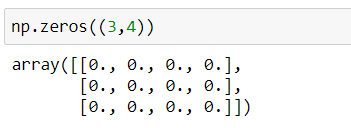 np.zeros((3,4))
array([[0., 0., 0., 0.],
       [0., 0., 0., 0.],
       [0., 0., 0., 0.]])